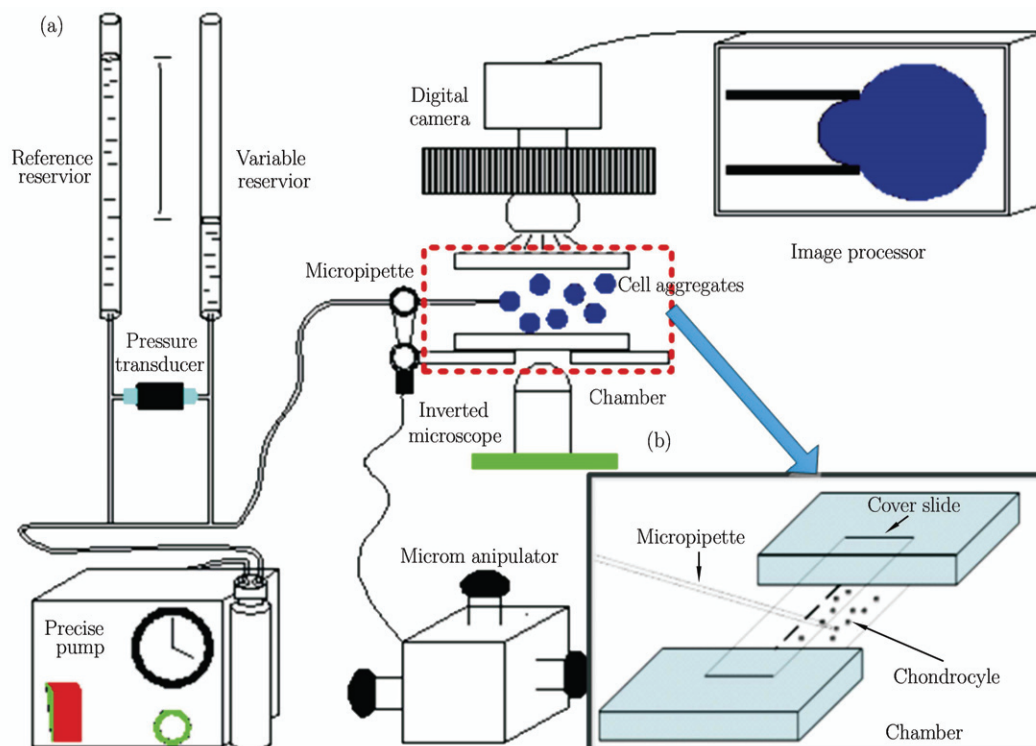 (a)
Reference
reservior
Variable
reservior
Pressure
transducer
Precise
pump
Digital
camera
Micropipette
Cell aggregates
Chamber
Inverted
microscope
Microm anipulator
Image processor
(b)
Cover slide
Micropipette
Chondrocyle
Chamber